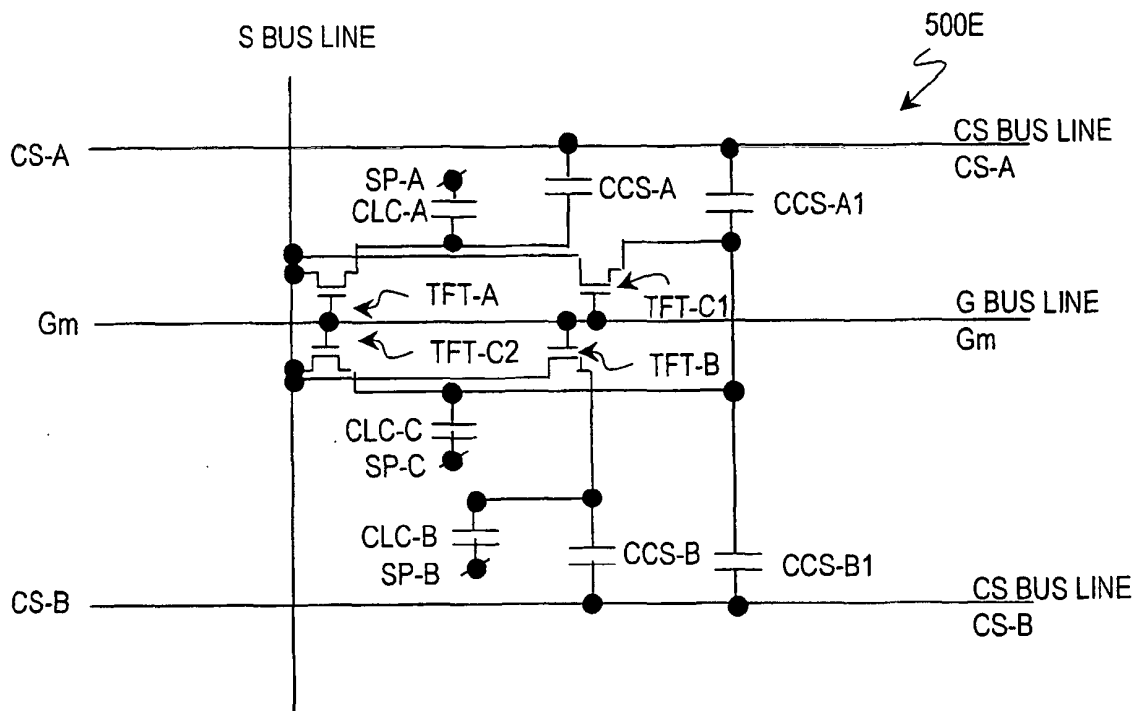 500E
S BUS LINE
CS-A
CS BUS LINE
CS-A
SP-A
CLC-A
CCS-A
CCS-A1
TFT-A
TFT-C1
Gm
G BUS LINE
Gm
TFT-C2
TFT-B
CLC-C
SP-C
CLC-B
SP-B
CCS-B
CCS-B1
CS-B
CS BUS LINE
CS-B